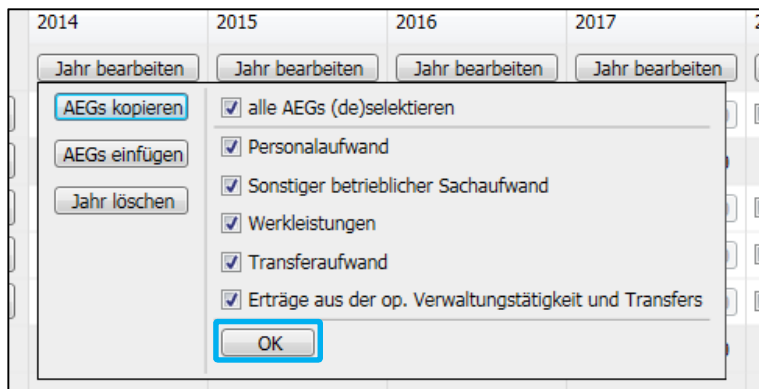 2014 2015 2016 2017
Jahr bearbeiten Jahr bearbeiten Jahr bearbeiten Jahr bearbeiten
AEGs kopieren alle AEGs (de)selektieren
AEGs einfügen Personalaufwand
Jahr löschen Sonstiger betrieblicher Sachaufwand
Werkleistungen
Transferaufwand
Erträge aus der op. Verwaltungstätigkeit und Transfers
OK